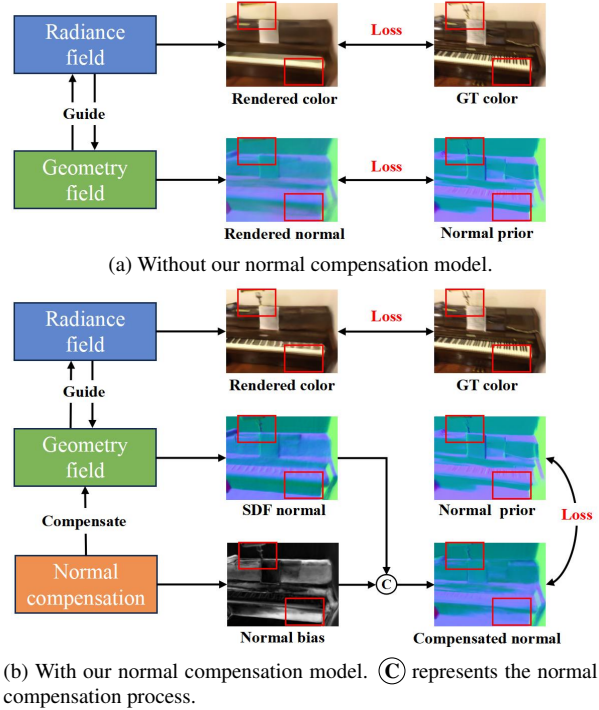 Radiance
field
Loss
Rendered color
GT color
Guide
Geometry
field
Loss
Rendered normal
Normal prior
(a) Without our normal compensation model.
Radiance
field
Loss
Rendered color
GT color
Guide
Geometry
field
SDF normal
Normal prior
Loss
Compensate
Normal
compensation
C
Normal bias
Compensated normal
(b) With our normal compensation model. Ⓒ represents the normal
compensation process.